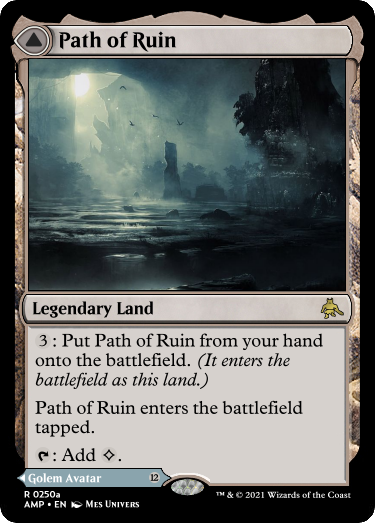 Path of Ruin
Legendary Land
3 : Put Path of Ruin from your hand
onto the battlefield. (It enters the
battlefield as this land.)
Path of Ruin enters the battlefield
tapped.
: Add .
Golem Avatar 12
R 0250a
AMP • EN Mes Univers
™ & © 2021 Wizards of the Coast